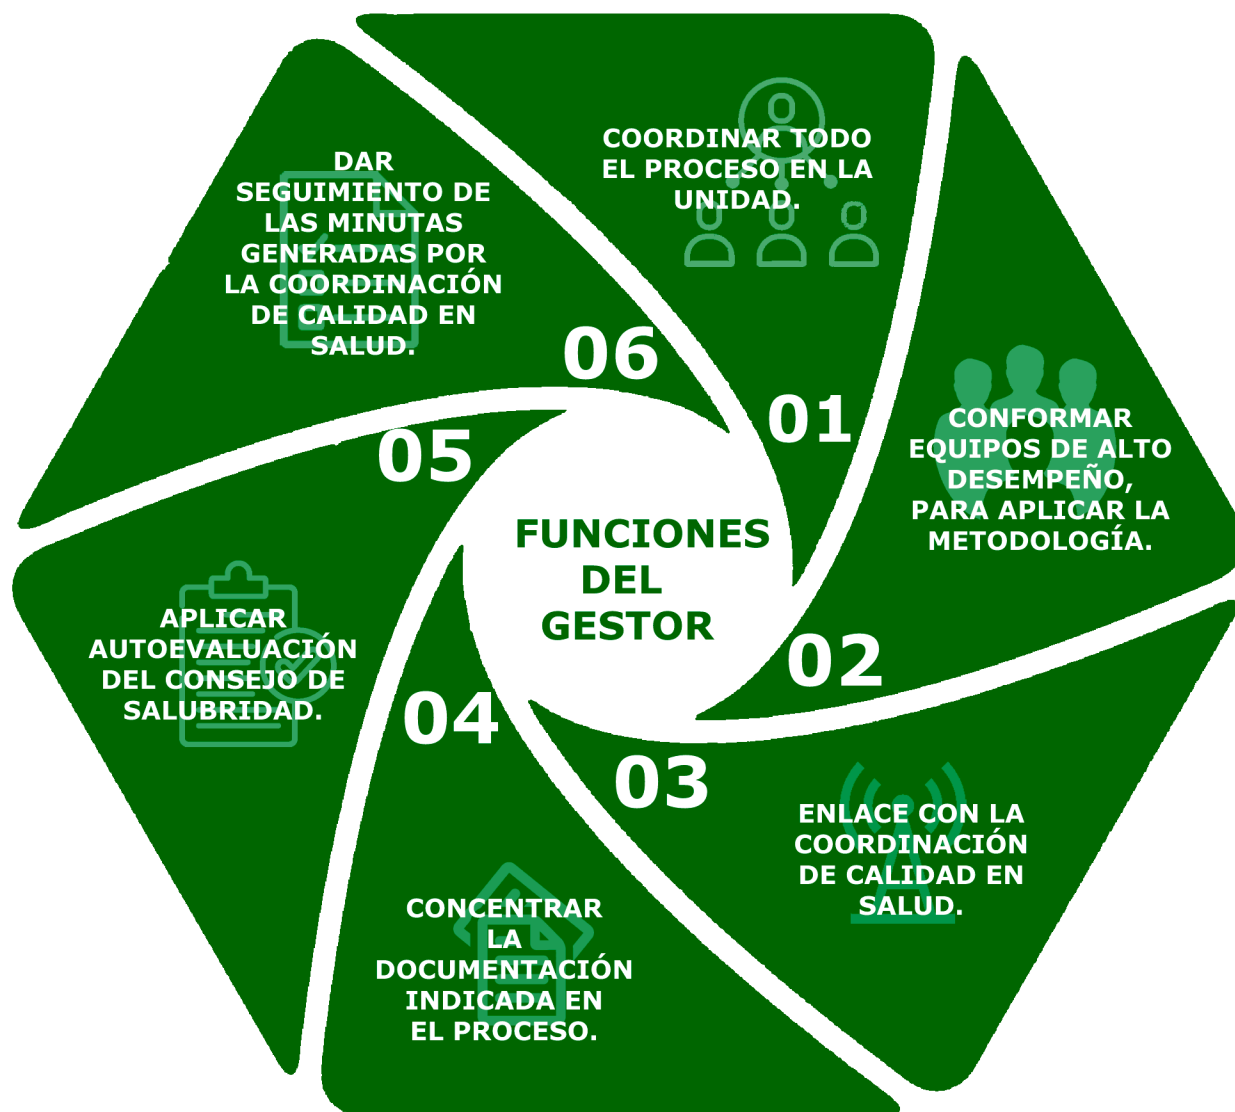 FUNCIONES
DEL
GESTOR
01
COORDINAR TODO
EL PROCESO EN LA
UNIDAD.
02
CONFORMAR
EQUIPOS DE ALTO
DESEMPEÑO,
PARA APLICAR LA
METODOLOGÍA.
03
ENLACE CON LA
COORDINACIÓN
DE CALIDAD EN
SALUD.
04
CONCENTRAR
LA
DOCUMENTACIÓN
INDICADA EN
EL PROCESO.
05
APLICAR
AUTOEVALUACIÓN
DEL CONSEJO DE
SALUBRIDAD.
06
DAR
SEGUIMIENTO DE
LAS MINUTAS
GENERADAS POR
LA COORDINACIÓN
DE CALIDAD EN
SALUD.